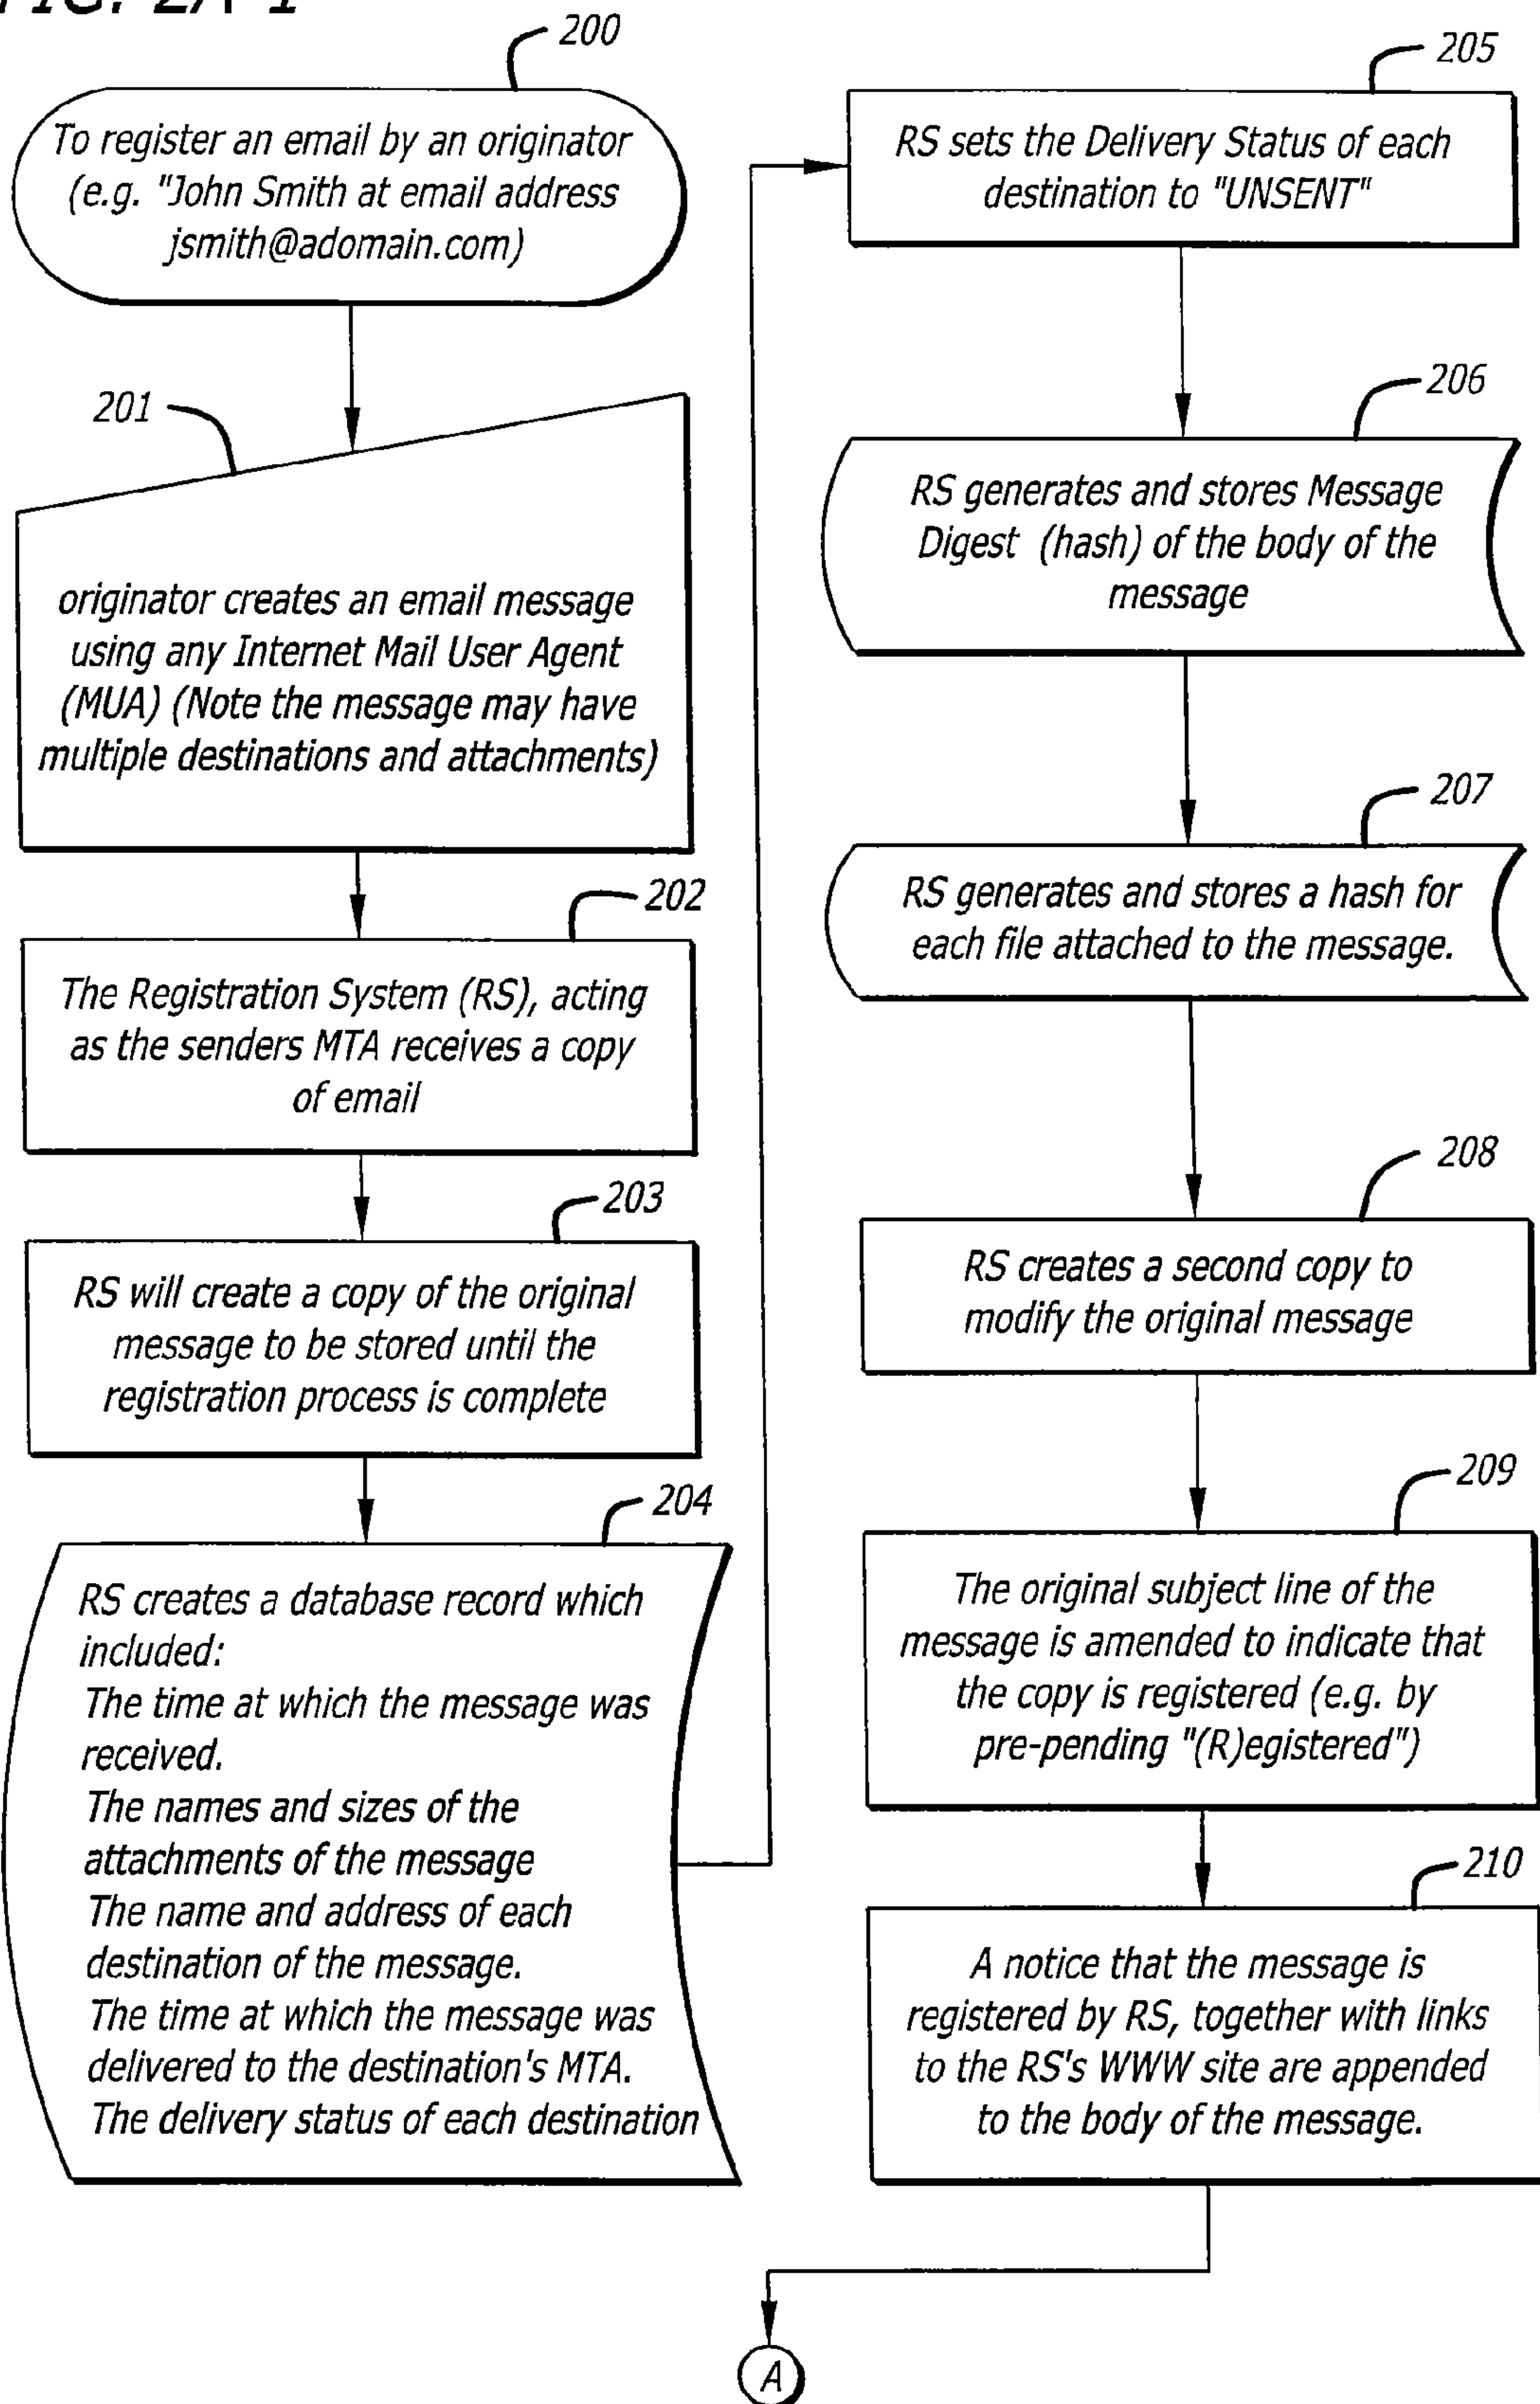 FIG. 2A-1
200
To register an email by an originator
(e.g. "John Smith at email address
jsmith@adomain.com)
201
originator creates an email message
using any Internet Mail User Agent
(MUA) (Note the message may have
multiple destinations and attachments)
202
The Registration System (RS), acting
as the senders MTA receives a copy
of email
203
RS will create a copy of the original
message to be stored until the
registration process is complete
204
RS creates a database record which
included:
The time at which the message was
received.
The names and sizes of the
attachments of the message
The name and address of each
destination of the message.
The time at which the message was
delivered to the destination's MTA.
The delivery status of each destination
205
RS sets the Delivery Status of each
destination to "UNSENT"
206
RS generates and stores Message
Digest (hash) of the body of the
message
207
RS generates and stores a hash for
each file attached to the message.
208
RS creates a second copy to
modify the original message
209
The original subject line of the
message is amended to indicate that
the copy is registered (e.g. by
pre-pending "(R)egistered")
210
A notice that the message is
registered by RS, together with links
to the RS's WWW site are appended
to the body of the message.
A